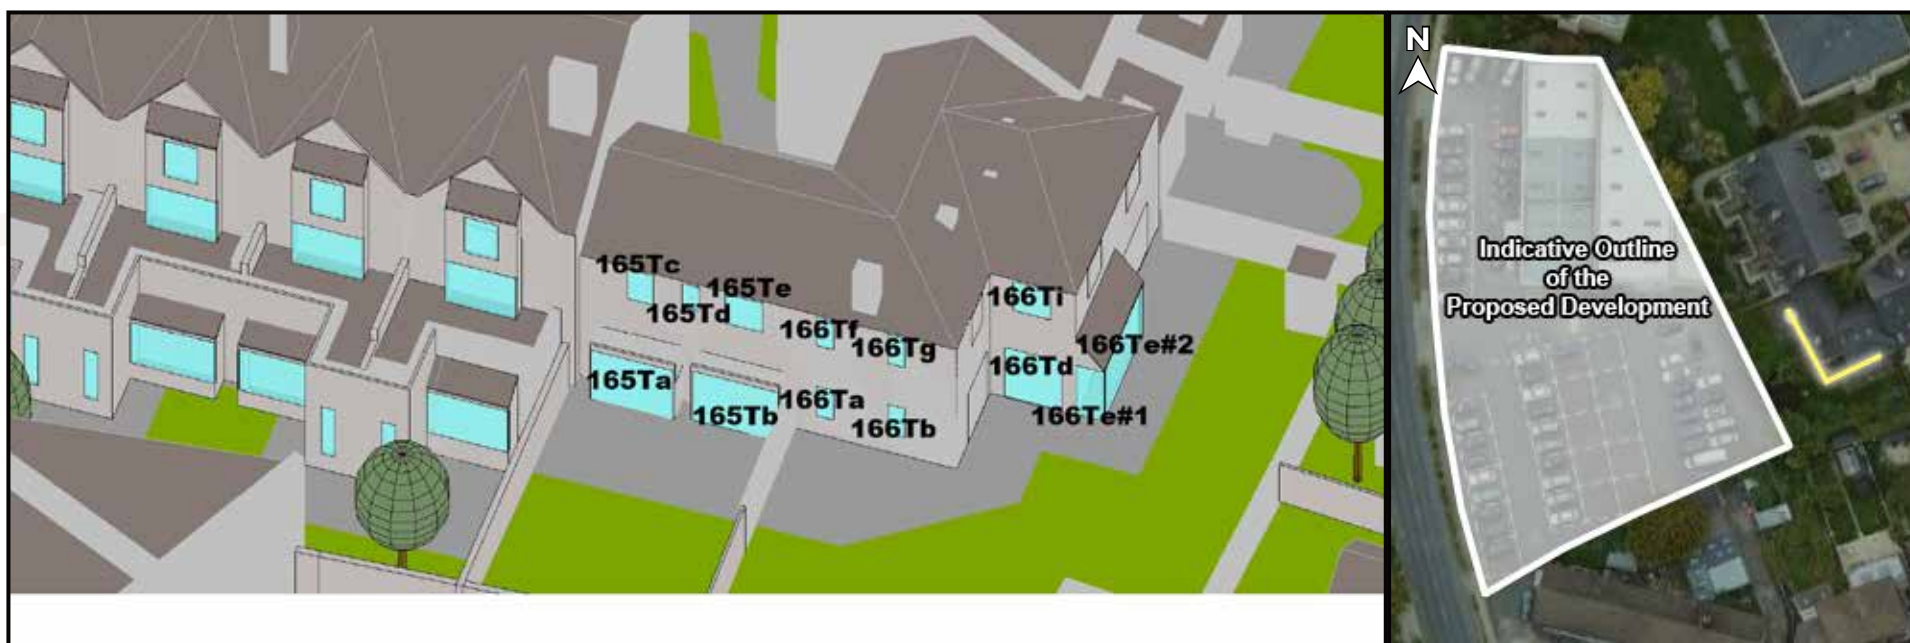 165Tc
165Te
165Td
166Tf
166Tg
166Ti
166Te#2
166Td
165Ta
165Tb
166Ta
166Tb
166Te#1
N
Indicative Outline
of the
Proposed Development